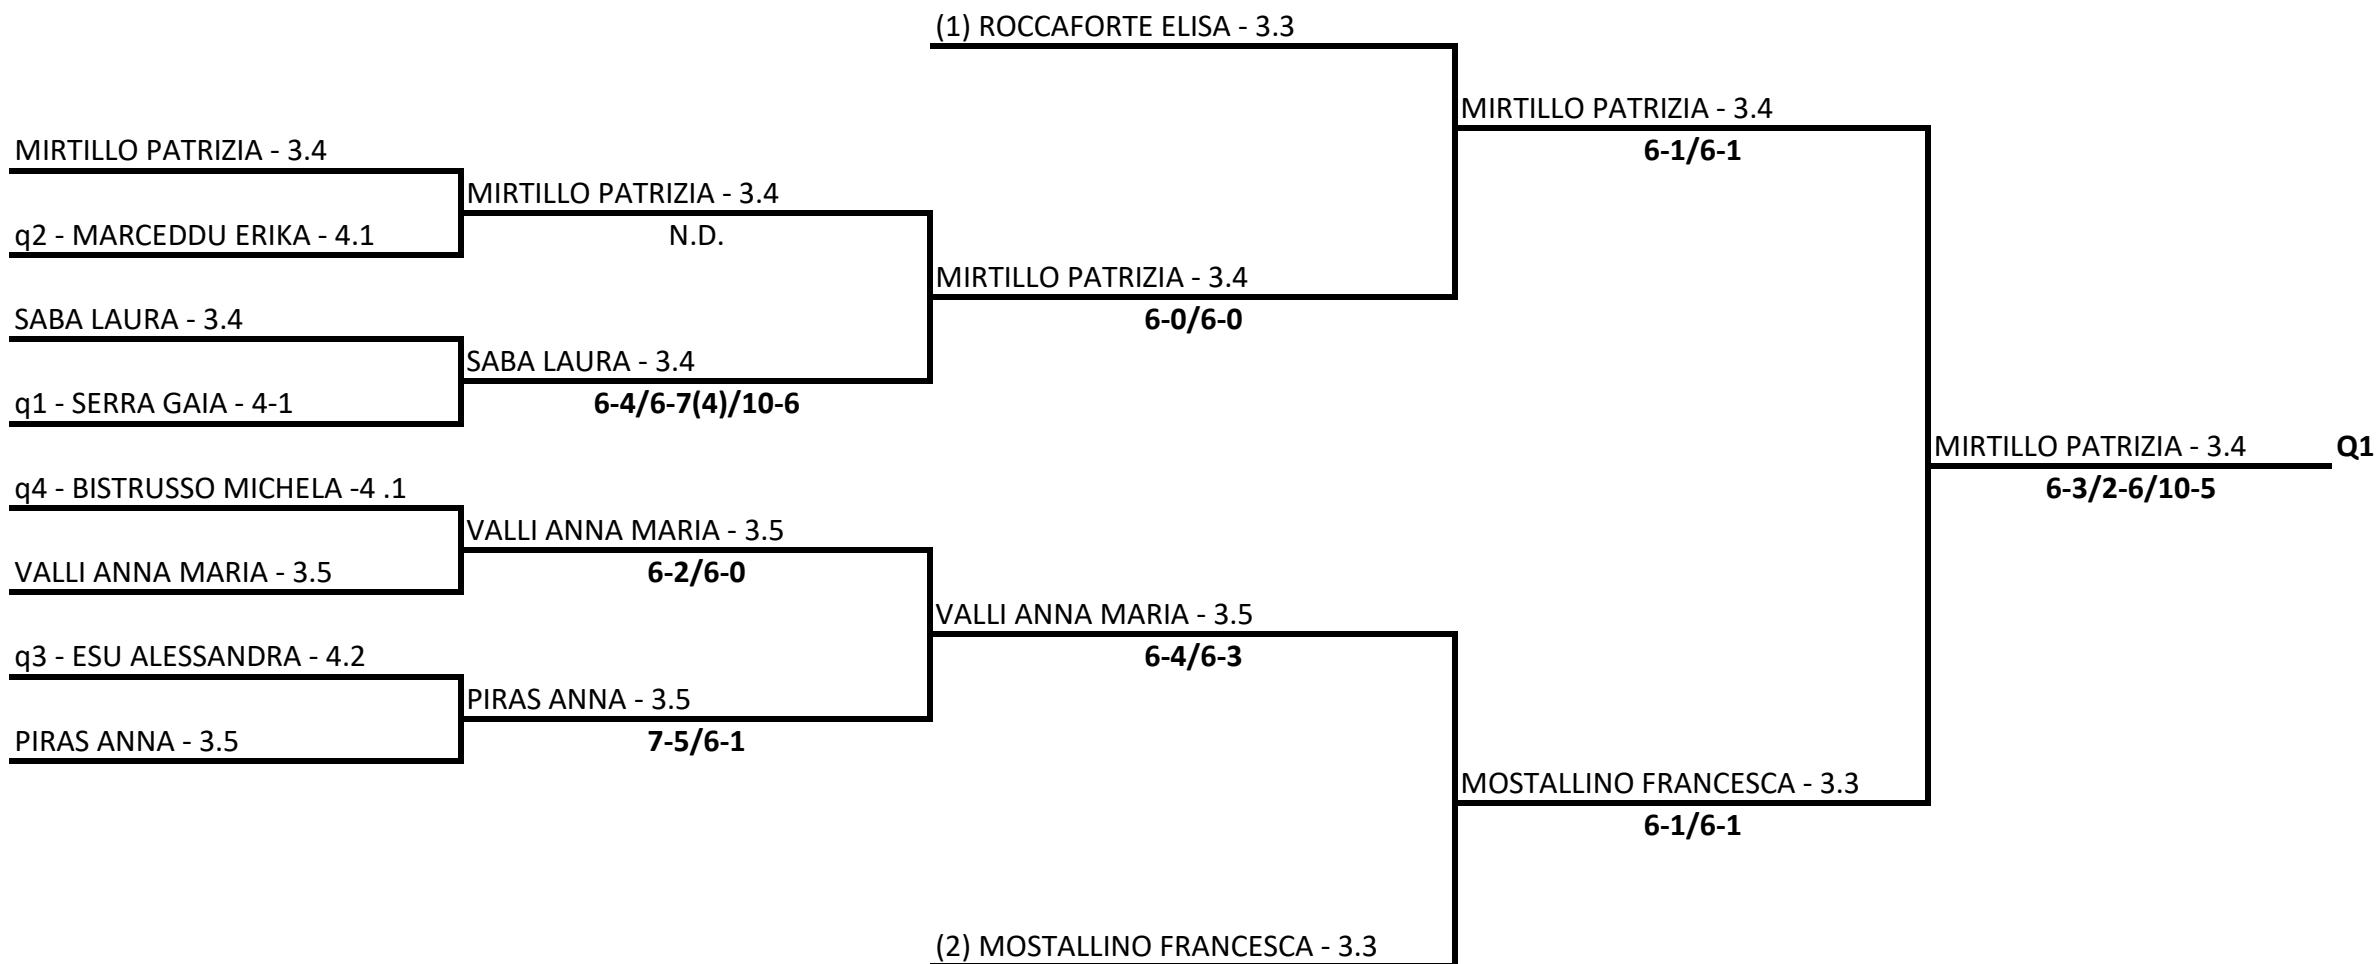 (1) ROCCAFORTE ELISA - 3.3
MIRTILLO PATRIZIA - 3.4
MIRTILLO PATRIZIA - 3.4
6-1/6-1
MIRTILLO PATRIZIA - 3.4
q2 - MARCEDDU ERIKA - 4.1
N.D.
MIRTILLO PATRIZIA - 3.4
SABA LAURA - 3.4
6-0/6-0
SABA LAURA - 3.4
q1 - SERRA GAIA - 4-1
6-4/6-7(4)/10-6
MIRTILLO PATRIZIA - 3.4
Q1
q4 - BISTRUSSO MICHELA -4 .1
6-3/2-6/10-5
VALLI ANNA MARIA - 3.5
VALLI ANNA MARIA - 3.5
6-2/6-0
VALLI ANNA MARIA - 3.5
q3 - ESU ALESSANDRA - 4.2
6-4/6-3
PIRAS ANNA - 3.5
PIRAS ANNA - 3.5
7-5/6-1
MOSTALLINO FRANCESCA - 3.3
6-1/6-1
(2) MOSTALLINO FRANCESCA - 3.3